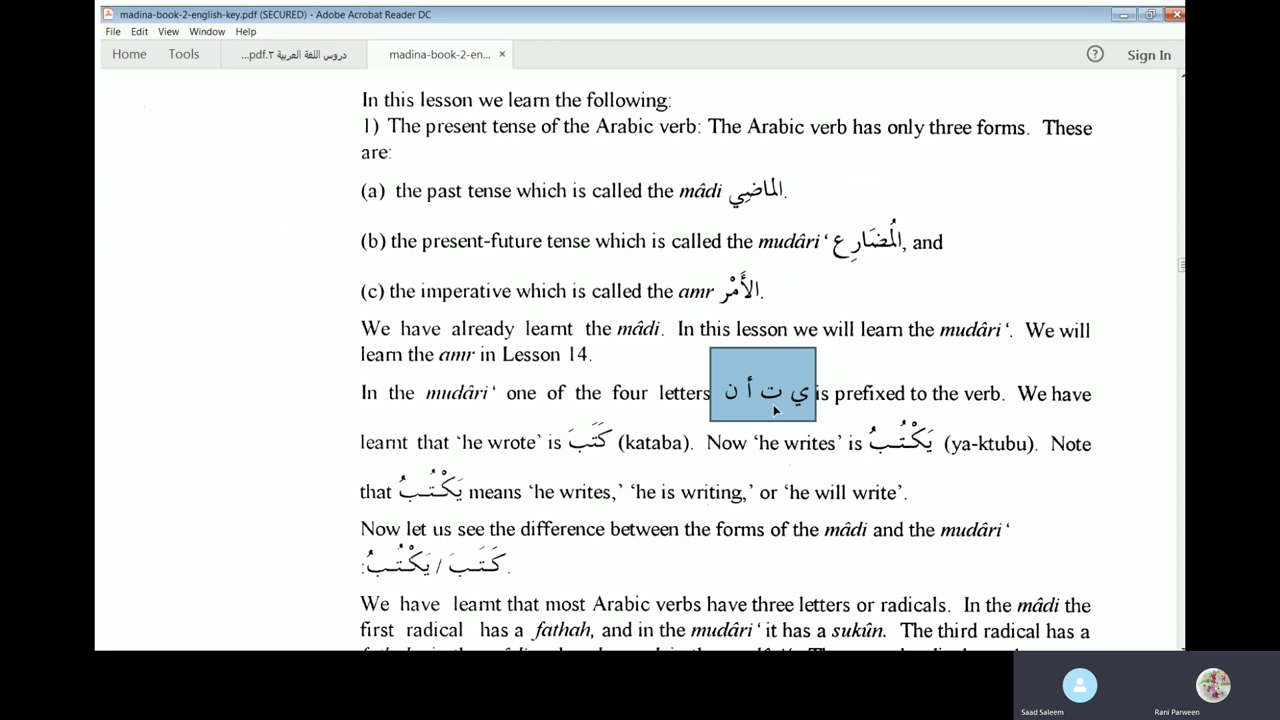 madina-book-2-english-key.pdf (SECURED) - Adobe Acrobat Reader DC
File Edit View Window Help
Home Tools دروس اللغة العربية ٣.pdf... madina-book-2-en... × ? Sign In
In this lesson we learn the following:
1) The present tense of the Arabic verb: The Arabic verb has only three forms. These
are:
(a) the past tense which is called the mâdi الماضِي.
(b) the present-future tense which is called the mudâri‘ المُضَارِع, and
(c) the imperative which is called the amr الأَمْر.
We have already learnt the mâdi. In this lesson we will learn the mudâri‘. We will
learn the amr in Lesson 14.
In the mudâri‘ one of the four letters ي ت أ ن is prefixed to the verb. We have
learnt that ‘he wrote’ is كَتَبَ (kataba). Now ‘he writes’ is يَكْتُبُ (ya-ktubu). Note
that يَكْتُبُ means ‘he writes,’ ‘he is writing,’ or ‘he will write’.
Now let us see the difference between the forms of the mâdi and the mudâri‘
:كَتَبَ / يَكْتُبُ.
We have learnt that most Arabic verbs have three letters or radicals. In the mâdi the
first radical has a fathah, and in the mudâri‘ it has a sukûn. The third radical has a
Saad Saleem Rani Parween